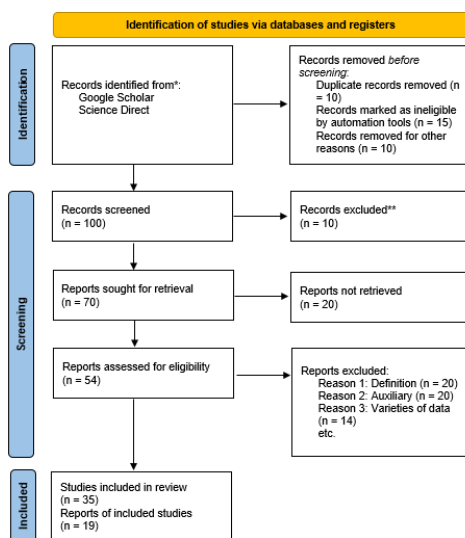 Identification of studies via databases and registers
Identification
Records identified from*:
Google Scholar
Science Direct
Records removed before
screening:
Duplicate records removed (n
= 10)
Records marked as ineligible
by automation tools (n = 15)
Records removed for other
reasons (n = 10)
Screening
Records screened
(n = 100)
Records excluded**
(n = 10)
Reports sought for retrieval
(n = 70)
Reports not retrieved
(n = 20)
Reports assessed for eligibility
(n = 54)
Reports excluded:
Reason 1: Definition (n = 20)
Reason 2: Auxiliary (n = 20)
Reason 3: Varieties of data
(n = 14)
etc.
Included
Studies included in review
(n = 35)
Reports of included studies
(n = 19)